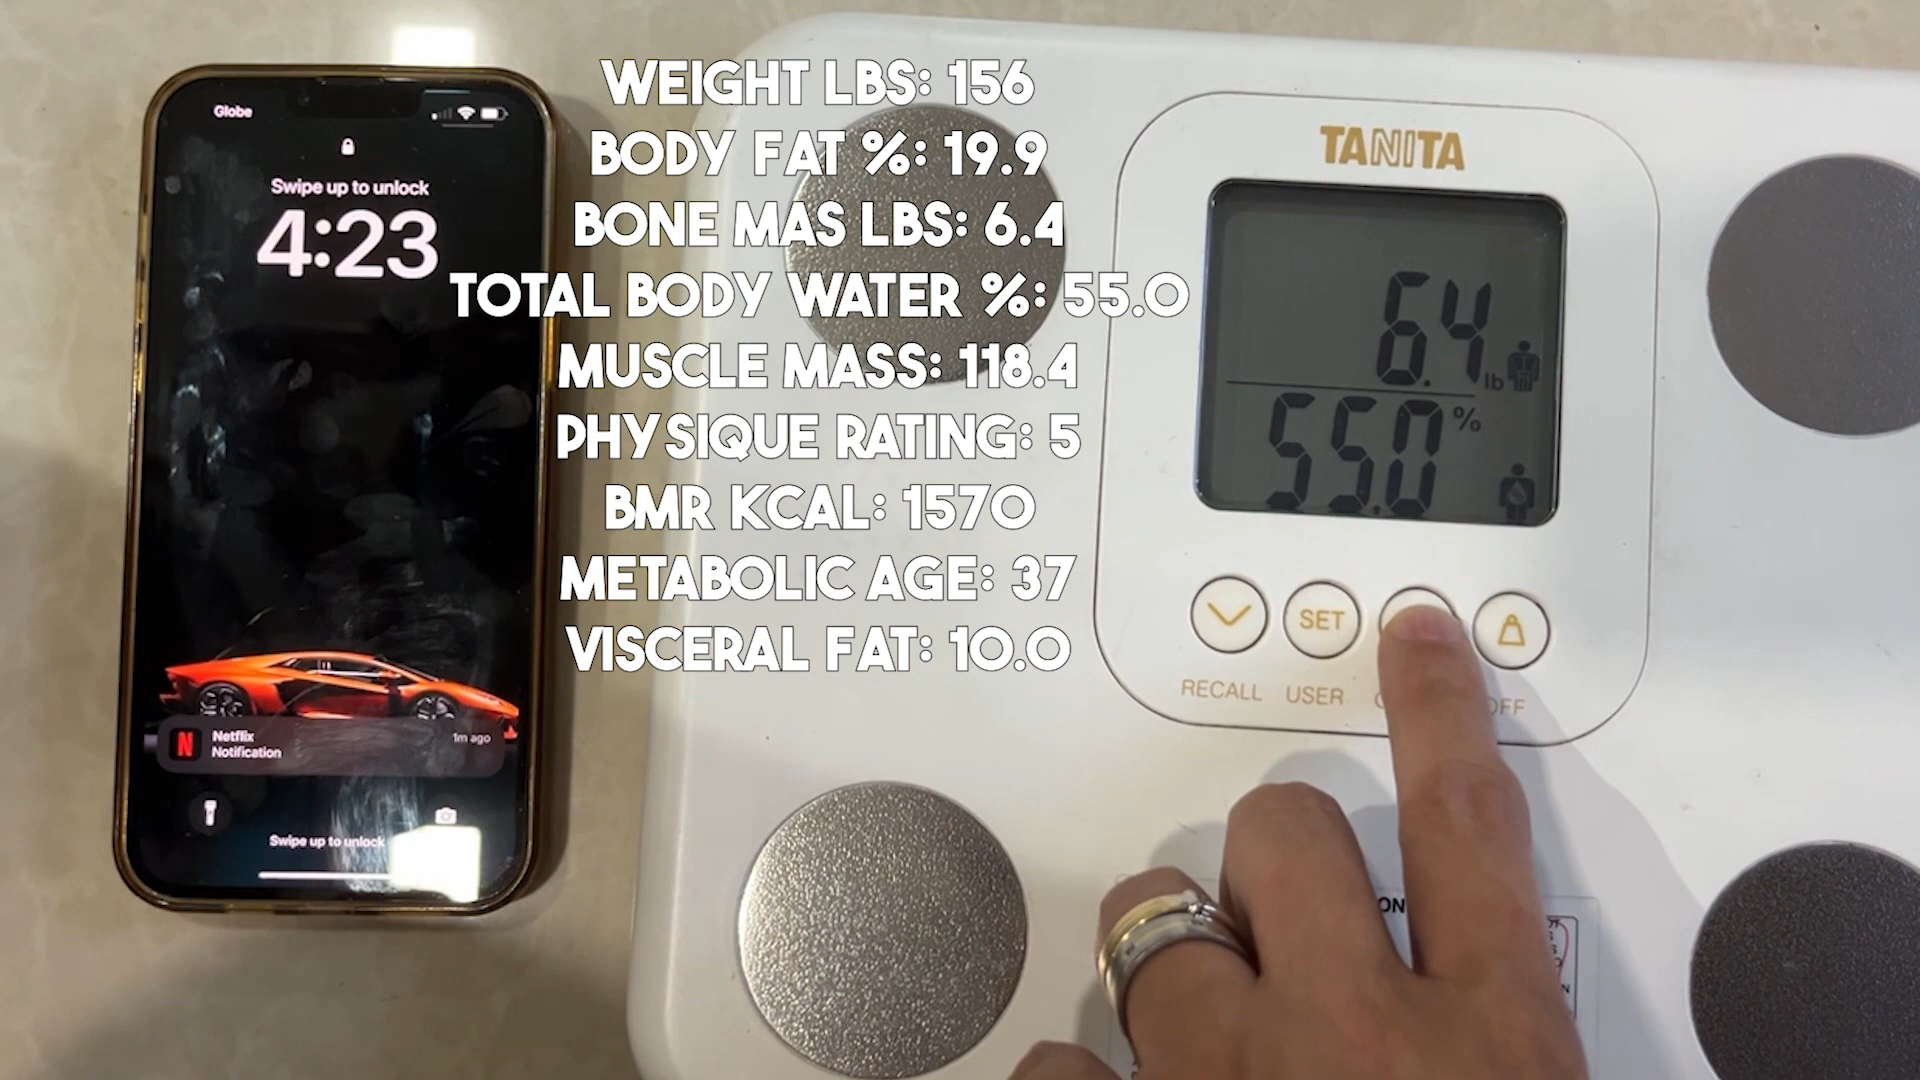 Globe
Swipe up to unlock
4:23
Netflix
1m ago
Notification
Swipe up to unlock
WEIGHT LBS: 156
BODY FAT %: 19.9
BONE MAS LBS: 6.4
TOTAL BODY WATER %: 55.0
MUSCLE MASS: 118.4
PHYSIQUE RATING: 5
BMR KCAL: 1570
METABOLIC AGE: 37
VISCERAL FAT: 10.0
TANITA
6.4 lb
55.0 %
SET
RECALL USER
ON